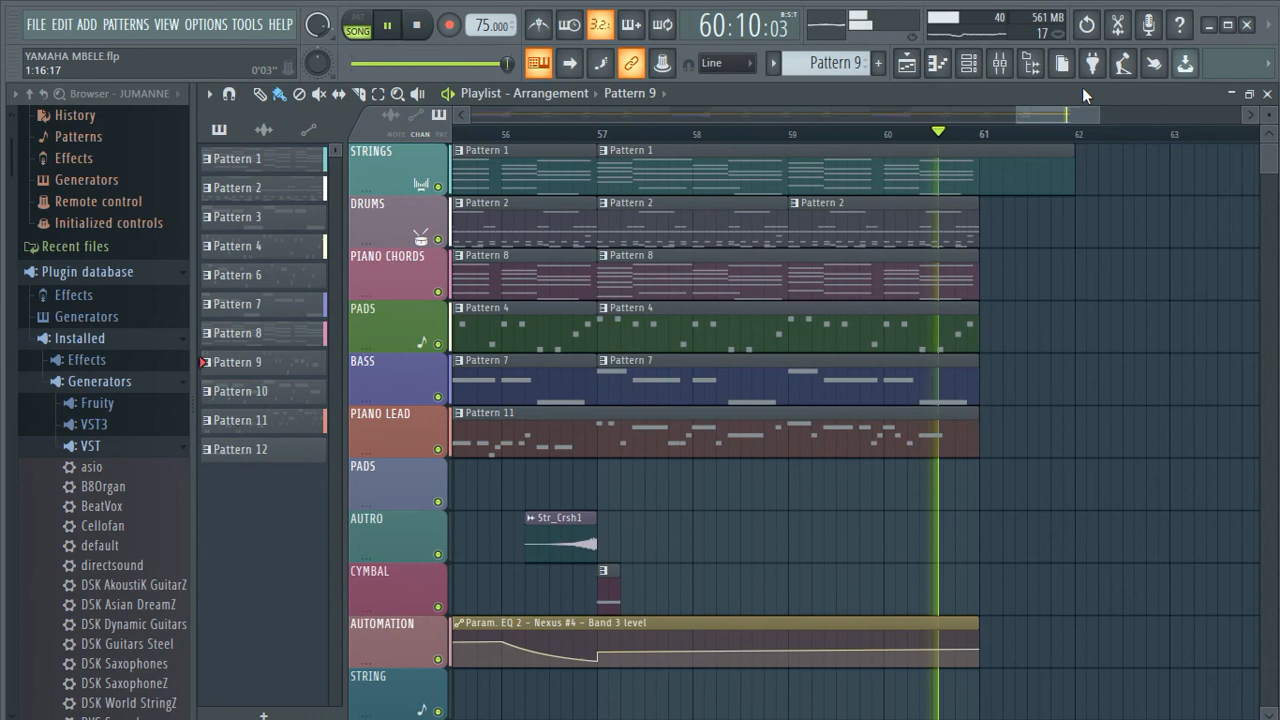 FILE EDIT ADD PATTERNS VIEW OPTIONS TOOLS HELP
PAT
SONG
75.000
3.2:
60:10:03
B:S:T
40
561 MB
17
YAMAHA MBELE.flp
1:16:17
0'03"
Line
Pattern 9
Browser - JUMANNE
Playlist - Arrangement
Pattern 9
History
Patterns
Effects
Generators
Remote control
Initialized controls
Recent files
Plugin database
Effects
Generators
Installed
Effects
Generators
Fruity
VST3
VST
asio
B8Organ
BeatVox
Cellofan
default
directsound
DSK AkoustiK GuitarZ
DSK Asian DreamZ
DSK Dynamic Guitars
DSK Guitars Steel
DSK Saxophones
DSK SaxophoneZ
DSK World StringZ
Pattern 1
Pattern 2
Pattern 3
Pattern 4
Pattern 6
Pattern 7
Pattern 8
Pattern 9
Pattern 10
Pattern 11
Pattern 12
NOTE CHAN PAT
56 57 58 59 60 61 62 63
STRINGS
Pattern 1 Pattern 1
DRUMS
Pattern 2 Pattern 2 Pattern 2
PIANO CHORDS
Pattern 8 Pattern 8
PADS
Pattern 4 Pattern 4
BASS
Pattern 7 Pattern 7
PIANO LEAD
Pattern 11
PADS
AUTRO
Str_Crsh1
CYMBAL
AUTOMATION
Param. EQ 2 - Nexus #4 - Band 3 level
STRING